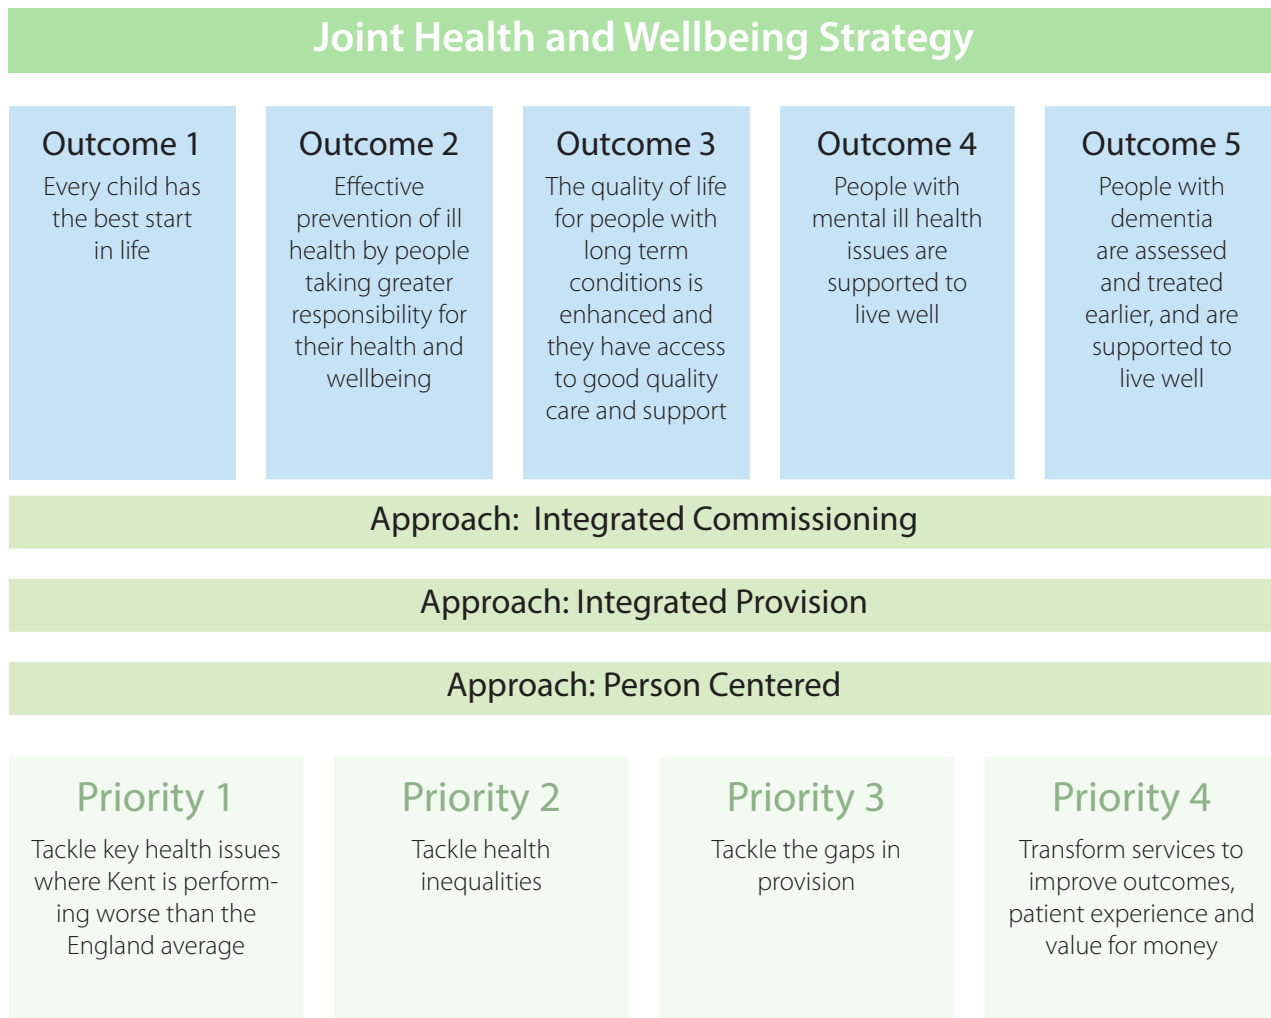 Joint Health and Wellbeing Strategy
Outcome 1
Every child has
the best start
in life
Outcome 2
Effective
prevention of ill
health by people
taking greater
responsibility for
their health and
wellbeing
Outcome 3
The quality of life
for people with
long term
conditions is
enhanced and
they have access
to good quality
care and support
Outcome 4
People with
mental ill health
issues are
supported to
live well
Outcome 5
People with
dementia
are assessed
and treated
earlier, and are
supported to
live well
Approach: Integrated Commissioning
Approach: Integrated Provision
Approach: Person Centered
Priority 1
Tackle key health issues
where Kent is perform-
ing worse than the
England average
Priority 2
Tackle health
inequalities
Priority 3
Tackle the gaps in
provision
Priority 4
Transform services to
improve outcomes,
patient experience and
value for money